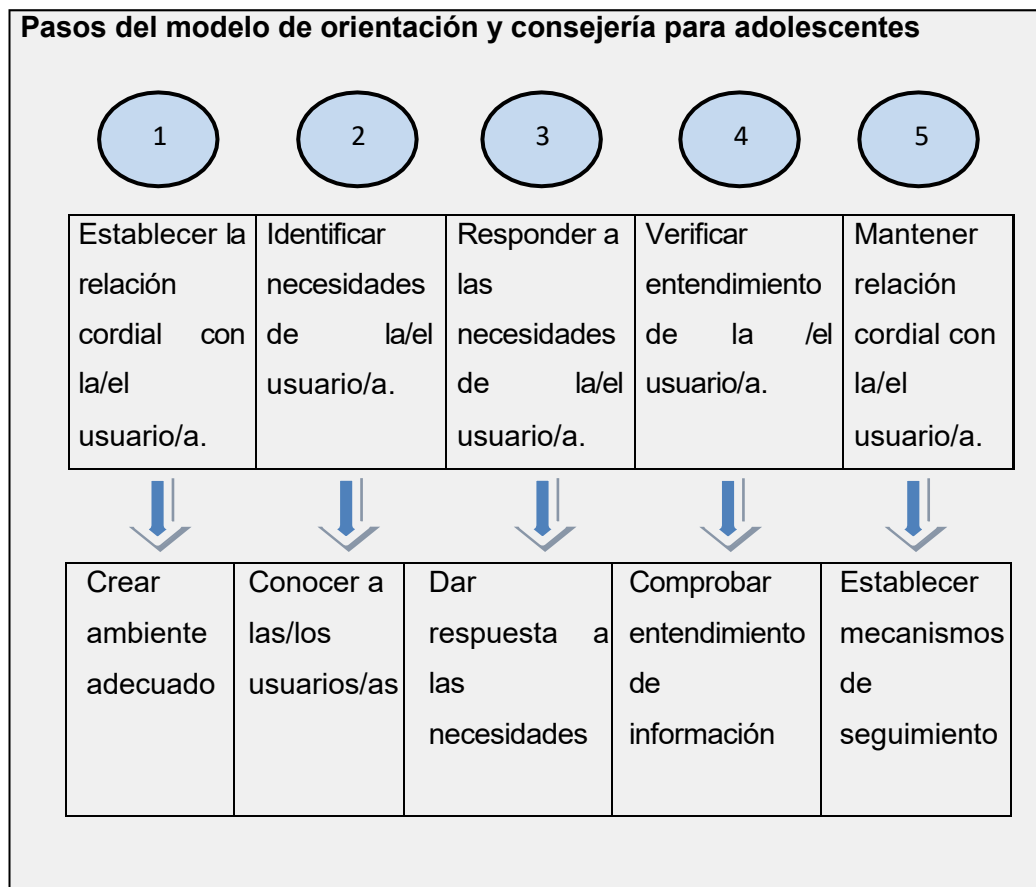 Pasos del modelo de orientación y consejería para adolescentes
1
2
3
4
5
Establecer la
relación
cordial con
la/el
usuario/a.
Identificar
necesidades
de la/el
usuario/a.
Responder a
las
necesidades
de la/el
usuario/a.
Verificar
entendimiento
de la /el
usuario/a.
Mantener
relación
cordial con
la/el
usuario/a.
Crear
ambiente
adecuado
Conocer a
las/los
usuarios/as
Dar
respuesta a
las
necesidades
Comprobar
entendimiento
de
información
Establecer
mecanismos
de
seguimiento